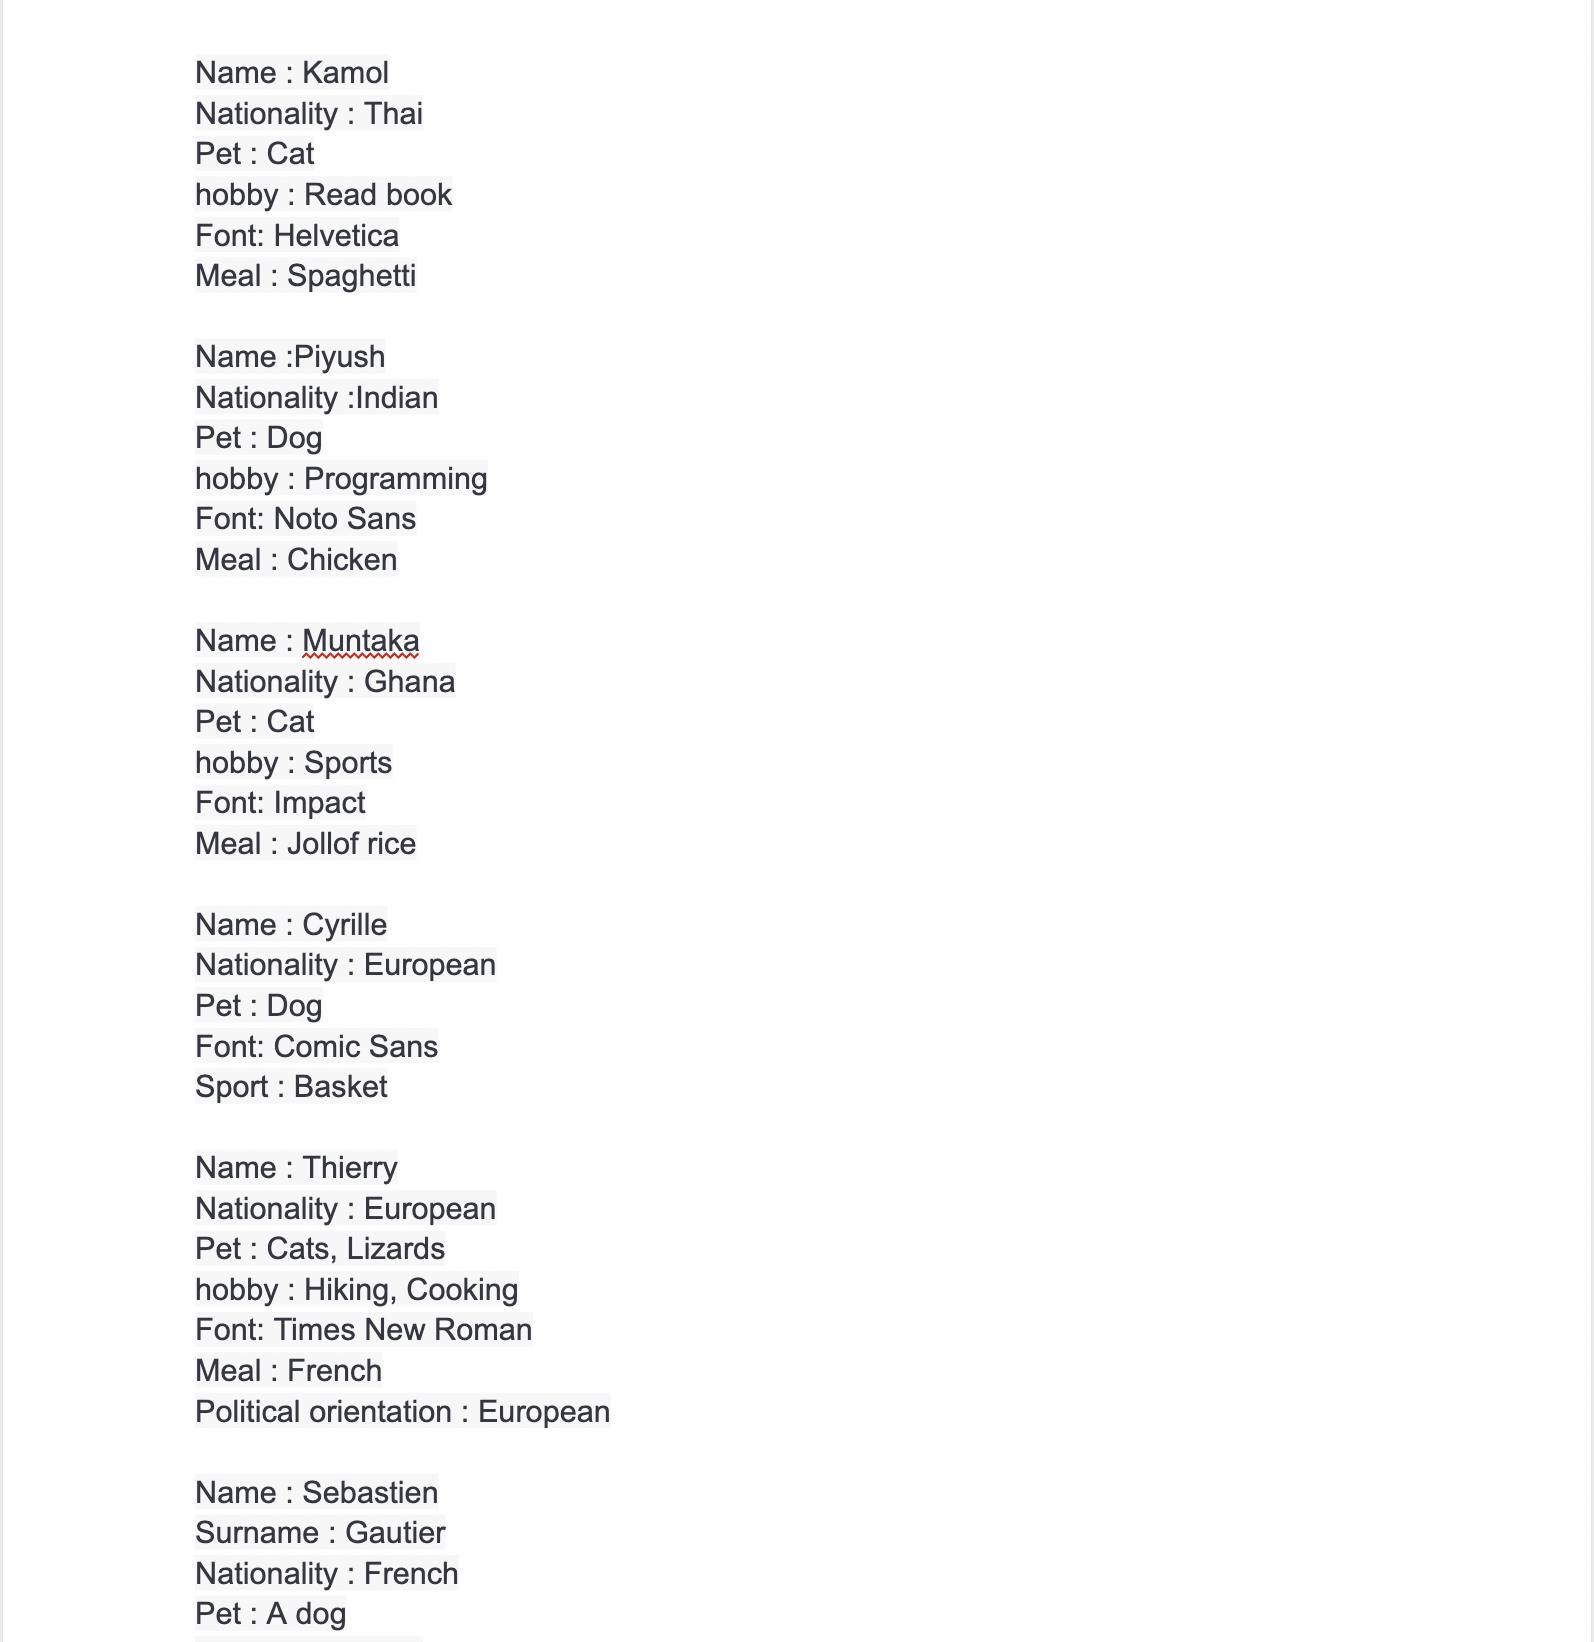 Name : Kamol
Nationality : Thai
Pet : Cat
hobby : Read book
Font: Helvetica
Meal : Spaghetti
Name :Piyush
Nationality :Indian
Pet : Dog
hobby : Programming
Font: Noto Sans
Meal : Chicken
Name : Muntaka
Nationality : Ghana
Pet : Cat
hobby : Sports
Font: Impact
Meal : Jollof rice
Name : Cyrille
Nationality : European
Pet : Dog
Font: Comic Sans
Sport : Basket
Name : Thierry
Nationality : European
Pet : Cats, Lizards
hobby : Hiking, Cooking
Font: Times New Roman
Meal : French
Political orientation : European
Name : Sebastien
Surname : Gautier
Nationality : French
Pet : A dog